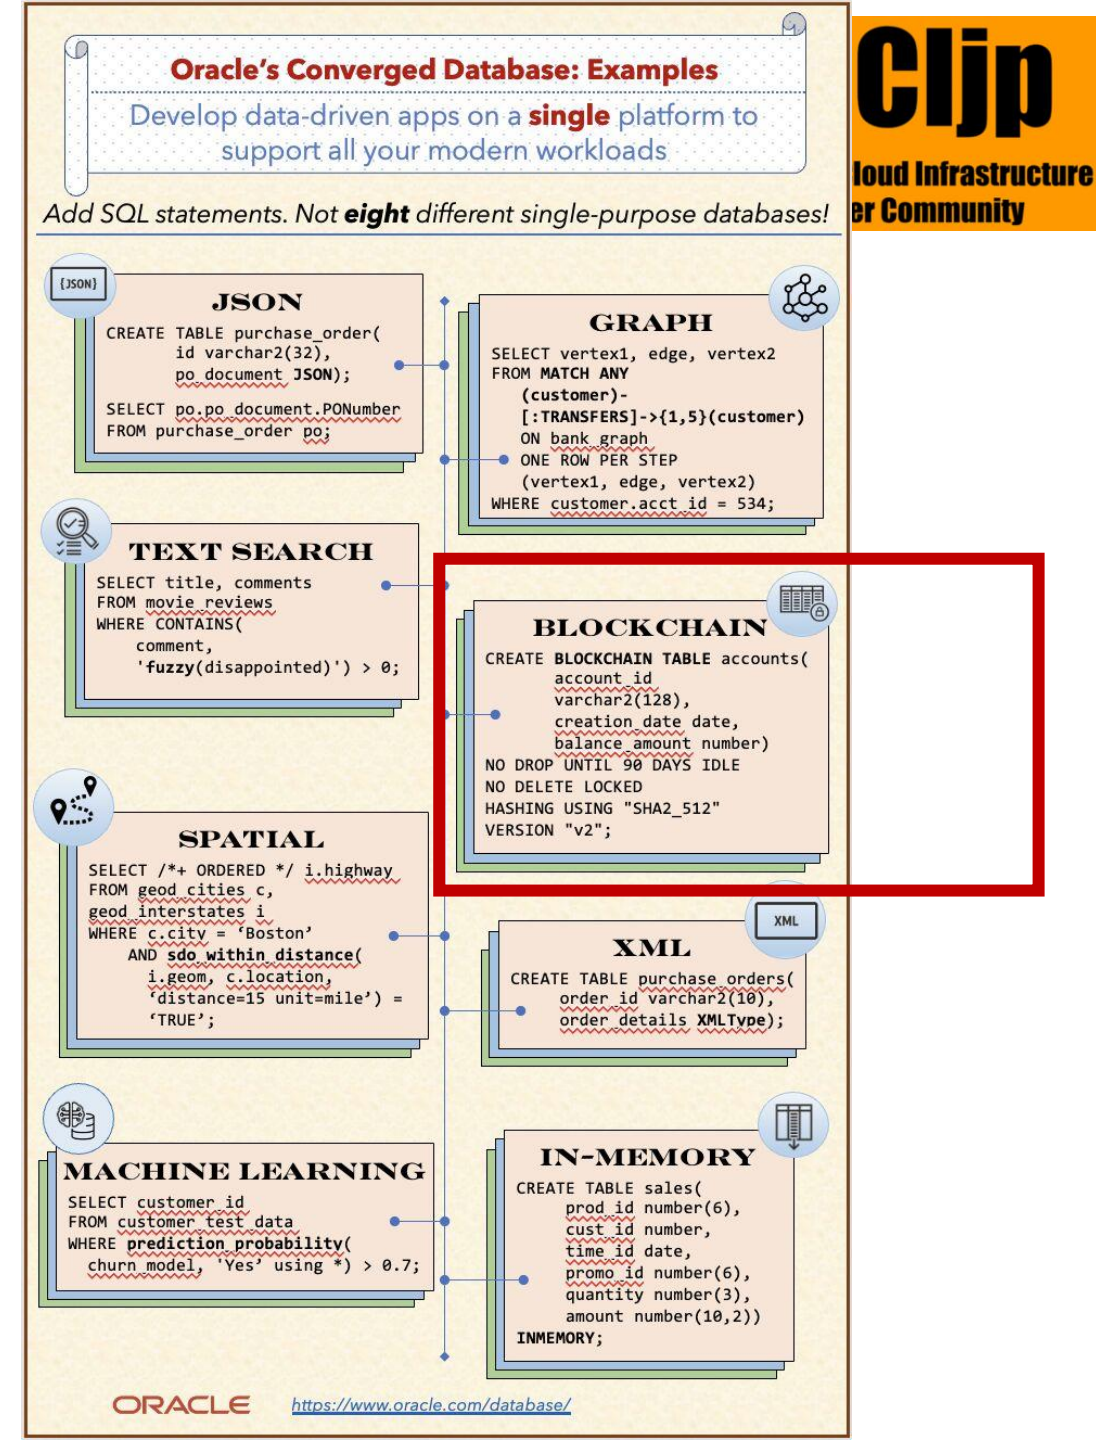 Oracle's Converged Database: Examples
Develop data-driven apps on a single platform to
support all your modern workloads
Add SQL statements. Not eight different single-purpose databases!
Cljp
loud Infrastructure
er Community
{JSON}
JSON
CREATE TABLE purchase_order(
id varchar2(32),
po_document JSON);
SELECT po.po_document.PONumber
FROM purchase_order po;
GRAPH
SELECT vertex1, edge, vertex2
FROM MATCH ANY
(customer)-
[:TRANSFERS]->{1,5}(customer)
ON bank_graph
ONE ROW PER STEP
(vertex1, edge, vertex2)
WHERE customer.acct_id = 534;
TEXT SEARCH
SELECT title, comments
FROM movie_reviews
WHERE CONTAINS(
comment,
'fuzzy(disappointed)') > 0;
BLOCKCHAIN
CREATE BLOCKCHAIN TABLE accounts(
account_id
varchar2(128),
creation_date date,
balance_amount number)
NO DROP UNTIL 90 DAYS IDLE
NO DELETE LOCKED
HASHING USING "SHA2_512"
VERSION "v2";
SPATIAL
SELECT /*+ ORDERED */ i.highway
FROM geod_cities c,
geod_interstates i
WHERE c.city = ‘Boston’
AND sdo_within_distance(
i.geom, c.location,
‘distance=15 unit=mile’) =
‘TRUE’;
XML
XML
CREATE TABLE purchase_orders(
order_id varchar2(10),
order_details XMLType);
MACHINE LEARNING
SELECT customer_id
FROM customer_test_data
WHERE prediction_probability(
churn_model, 'Yes’ using *) > 0.7;
IN-MEMORY
CREATE TABLE sales(
prod_id number(6),
cust_id number,
time_id date,
promo_id number(6),
quantity number(3),
amount number(10,2))
INMEMORY;
ORACLE
https://www.oracle.com/database/